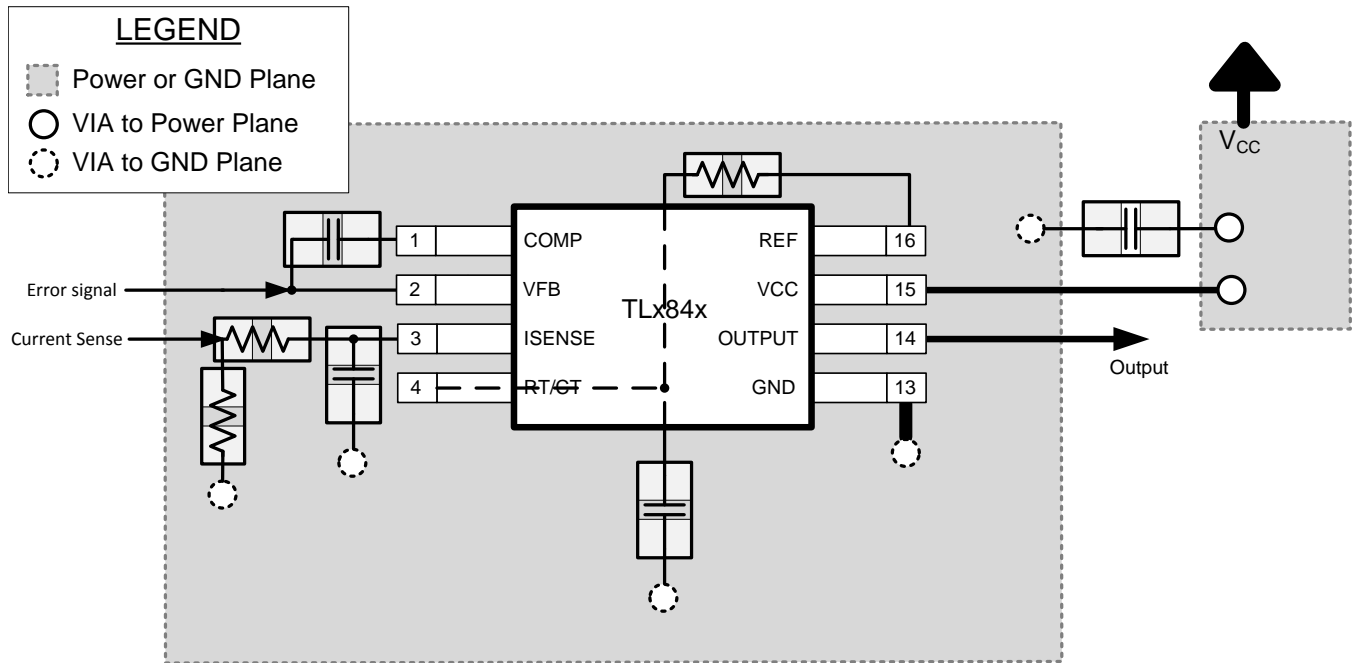 LEGEND
Power or GND Plane
VIA to Power Plane
VIA to GND Plane
VCC
1 COMP REF 16
Error signal
2 VFB VCC 15
TLx84x
Current Sense
3 ISENSE OUTPUT 14
Output
4 RT/CT GND 13